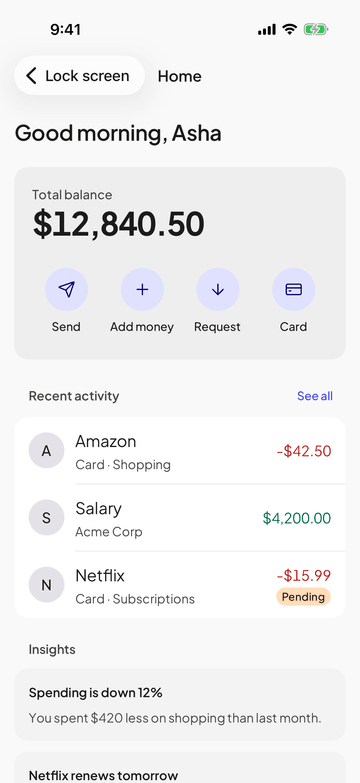 9:41
Lock screen
Home
Good morning, Asha
Total balance
$12,840.50
Send
Add money
Request
Card
Recent activity
See all
A
Amazon
-$42.50
Card · Shopping
S
Salary
$4,200.00
Acme Corp
N
Netflix
-$15.99
Card · Subscriptions
Pending
Insights
Spending is down 12%
You spent $420 less on shopping than last month.
Netflix renews tomorrow